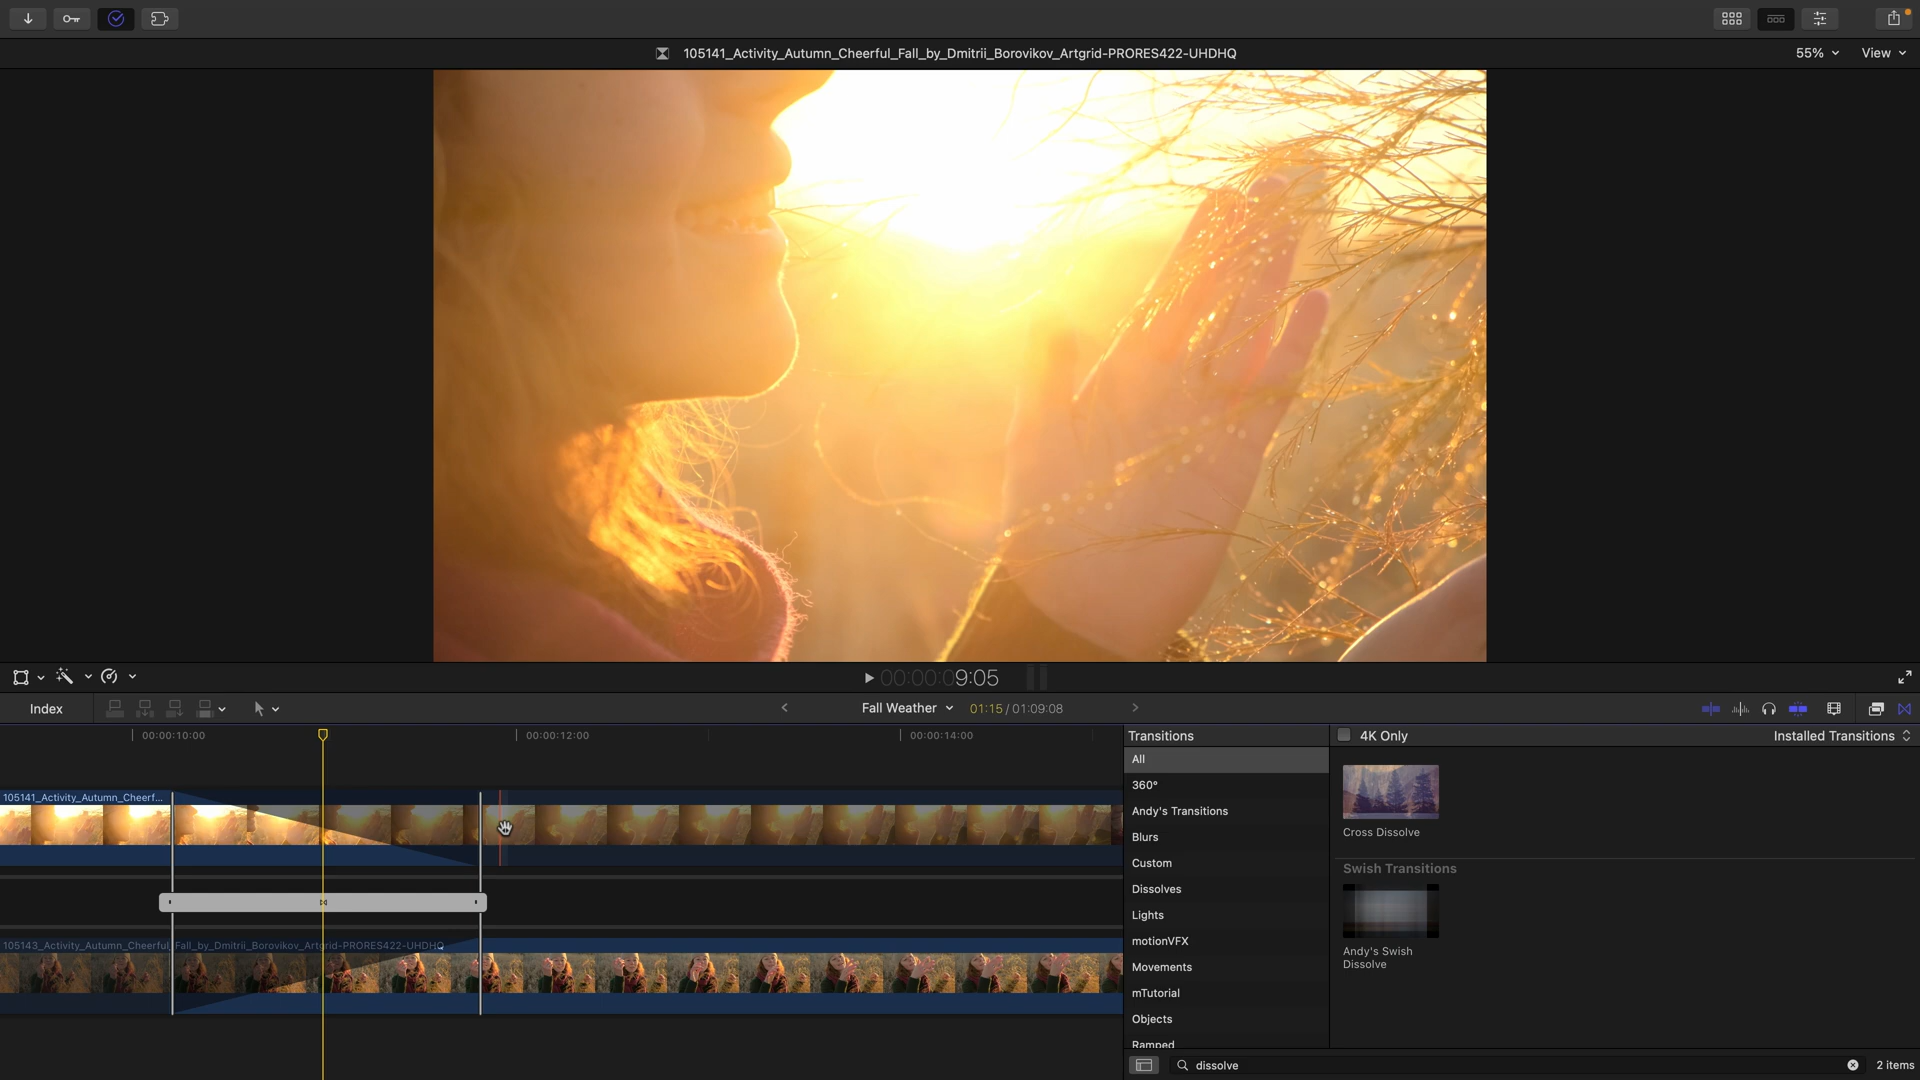 105141_Activity_Autumn_Cheerful_Fall_by_Dmitrii_Borovikov_Artgrid-PRORES422-UHDHQ
55%
View
00:00:09:05
Index
Fall Weather
01:15 / 01:09:08
00:00:10:00
00:00:12:00
00:00:14:00
105141_Activity_Autumn_Cheerf...
105143_Activity_Autumn_Cheerful_Fall_by_Dmitrii_Borovikov_Artgrid-PRORES422-UHDHQ
Transitions
All
360°
Andy's Transitions
Blurs
Custom
Dissolves
Lights
motionVFX
Movements
mTutorial
Objects
Ramped
4K Only
Installed Transitions
Cross Dissolve
Swish Transitions
Andy's Swish
Dissolve
dissolve
2 items